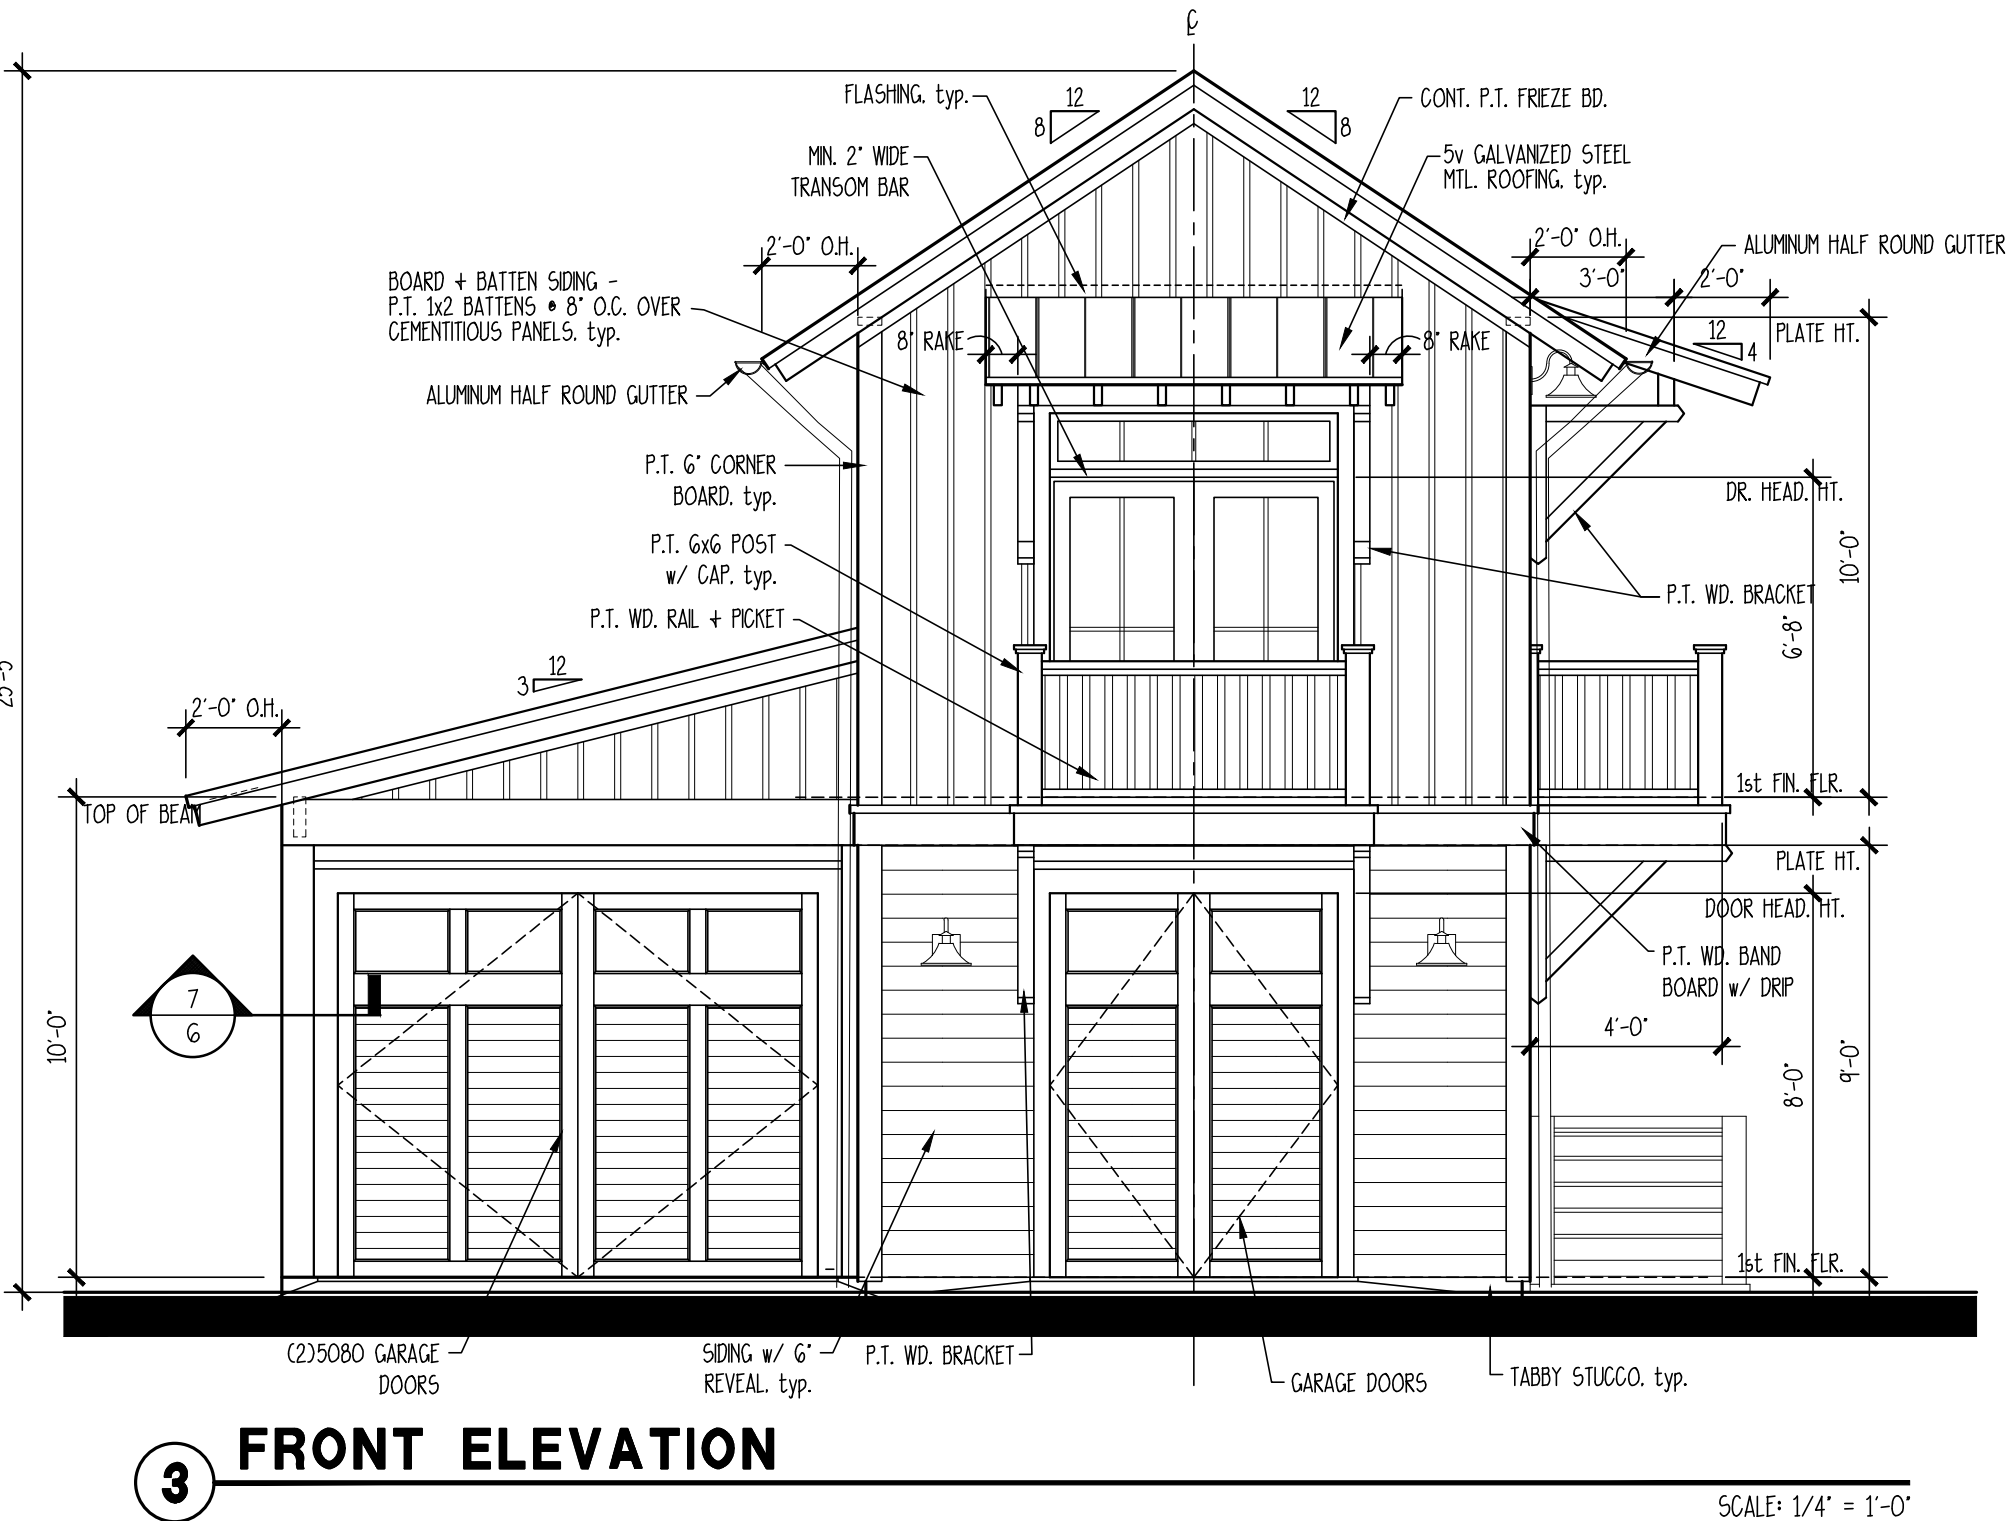 ℄
FLASHING, typ.
12
8
12
8
CONT. P.T. FRIEZE BD.
MIN. 2" WIDE
TRANSOM BAR
5v GALVANIZED STEEL
MTL. ROOFING, typ.
2'-0" O.H.
2'-0" O.H.
ALUMINUM HALF ROUND GUTTER
3'-0"
2'-0"
BOARD + BATTEN SIDING -
P.T. 1x2 BATTENS @ 8" O.C. OVER
CEMENTITIOUS PANELS, typ.
8" RAKE
8" RAKE
12
4
PLATE HT.
ALUMINUM HALF ROUND GUTTER
P.T. 6" CORNER
BOARD, typ.
DR. HEAD. HT.
P.T. 6x6 POST
w/ CAP, typ.
10'-0"
P.T. WD. BRACKET
P.T. WD. RAIL + PICKET
6'-8"
12
3
2'-0" O.H.
1st FIN. FLR.
TOP OF BEAM
PLATE HT.
DOOR HEAD. HT.
P.T. WD. BAND
BOARD w/ DRIP
7
6
10'-0"
4'-0"
8'-0"
9'-0"
1st FIN. FLR.
(2)5080 GARAGE
DOORS
SIDING w/ 6"
REVEAL, typ.
P.T. WD. BRACKET
GARAGE DOORS
TABBY STUCCO, typ.
3
FRONT ELEVATION
SCALE: 1/4" = 1'-0"